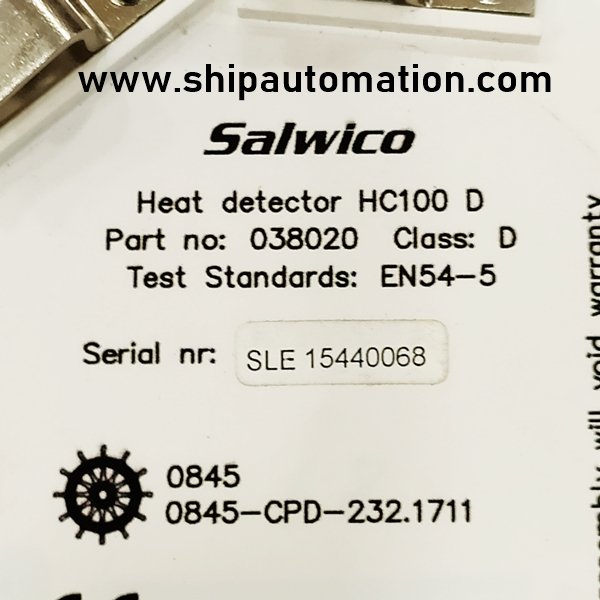 www.shipautomation.com
Salwico
Heat detector HC100 D
Part no: 038020 Class: D
Test Standards: EN54-5
Serial nr: SLE 15440068
0845
0845-CPD-232.1711
will void warranty